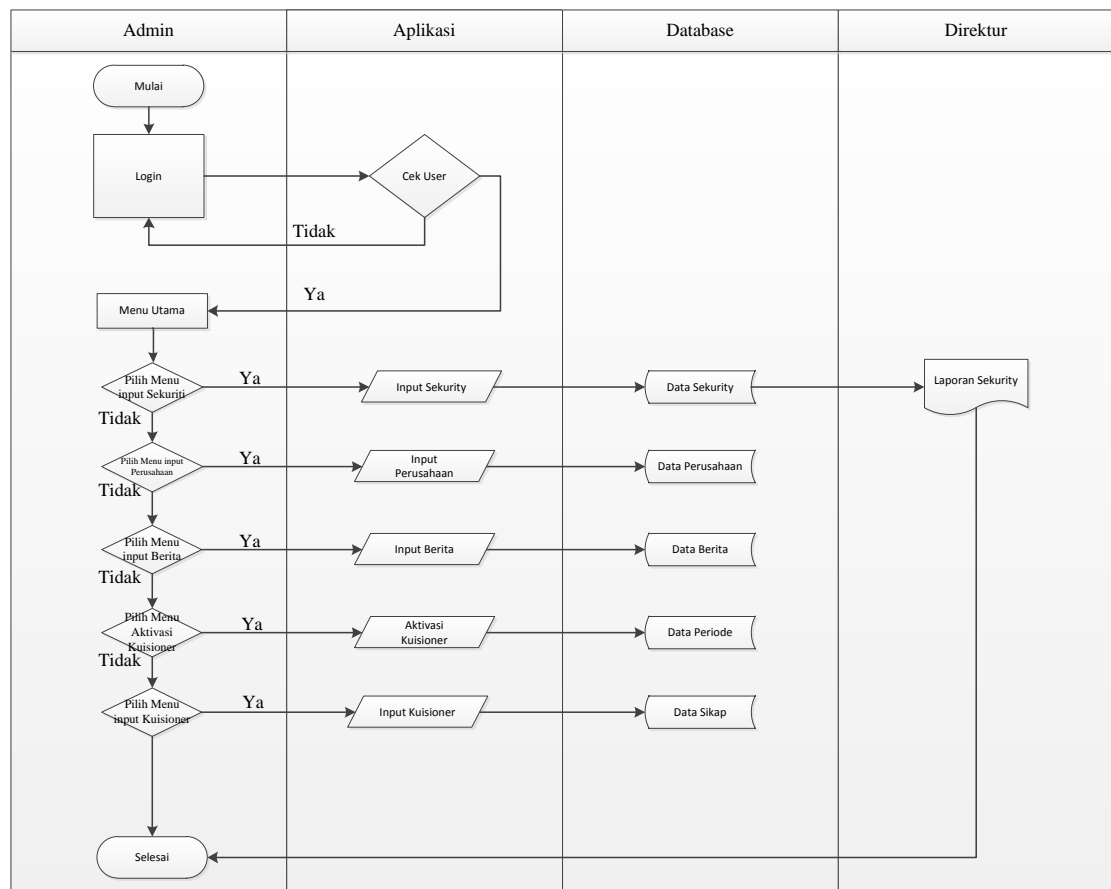 Admin
Aplikasi
Database
Direktur
Mulai
Login
Cek User
Tidak
Ya
Menu Utama
Pilih Menu
input Sekuriti
Ya
Input Sekurity
Data Sekurity
Laporan Sekurity
Tidak
Pilih Menu input
Perusahaan
Ya
Input
Perusahaan
Data Perusahaan
Tidak
Pilih Menu
input Berita
Ya
Input Berita
Data Berita
Tidak
Pilih Menu
Aktivasi
Kuisioner
Ya
Aktivasi
Kuisioner
Data Periode
Tidak
Pilih Menu
input Kuisioner
Ya
Input Kuisioner
Data Sikap
Selesai